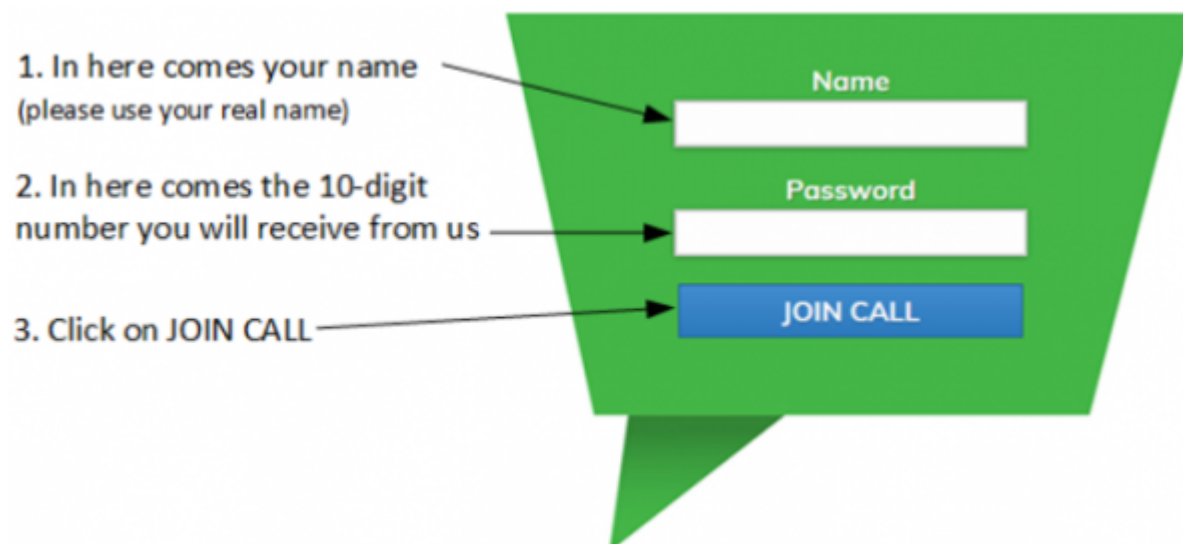 1. In here comes your name
(please use your real name)
2. In here comes the 10-digit
number you will receive from us
3. Click on JOIN CALL
Name
Password
JOIN CALL